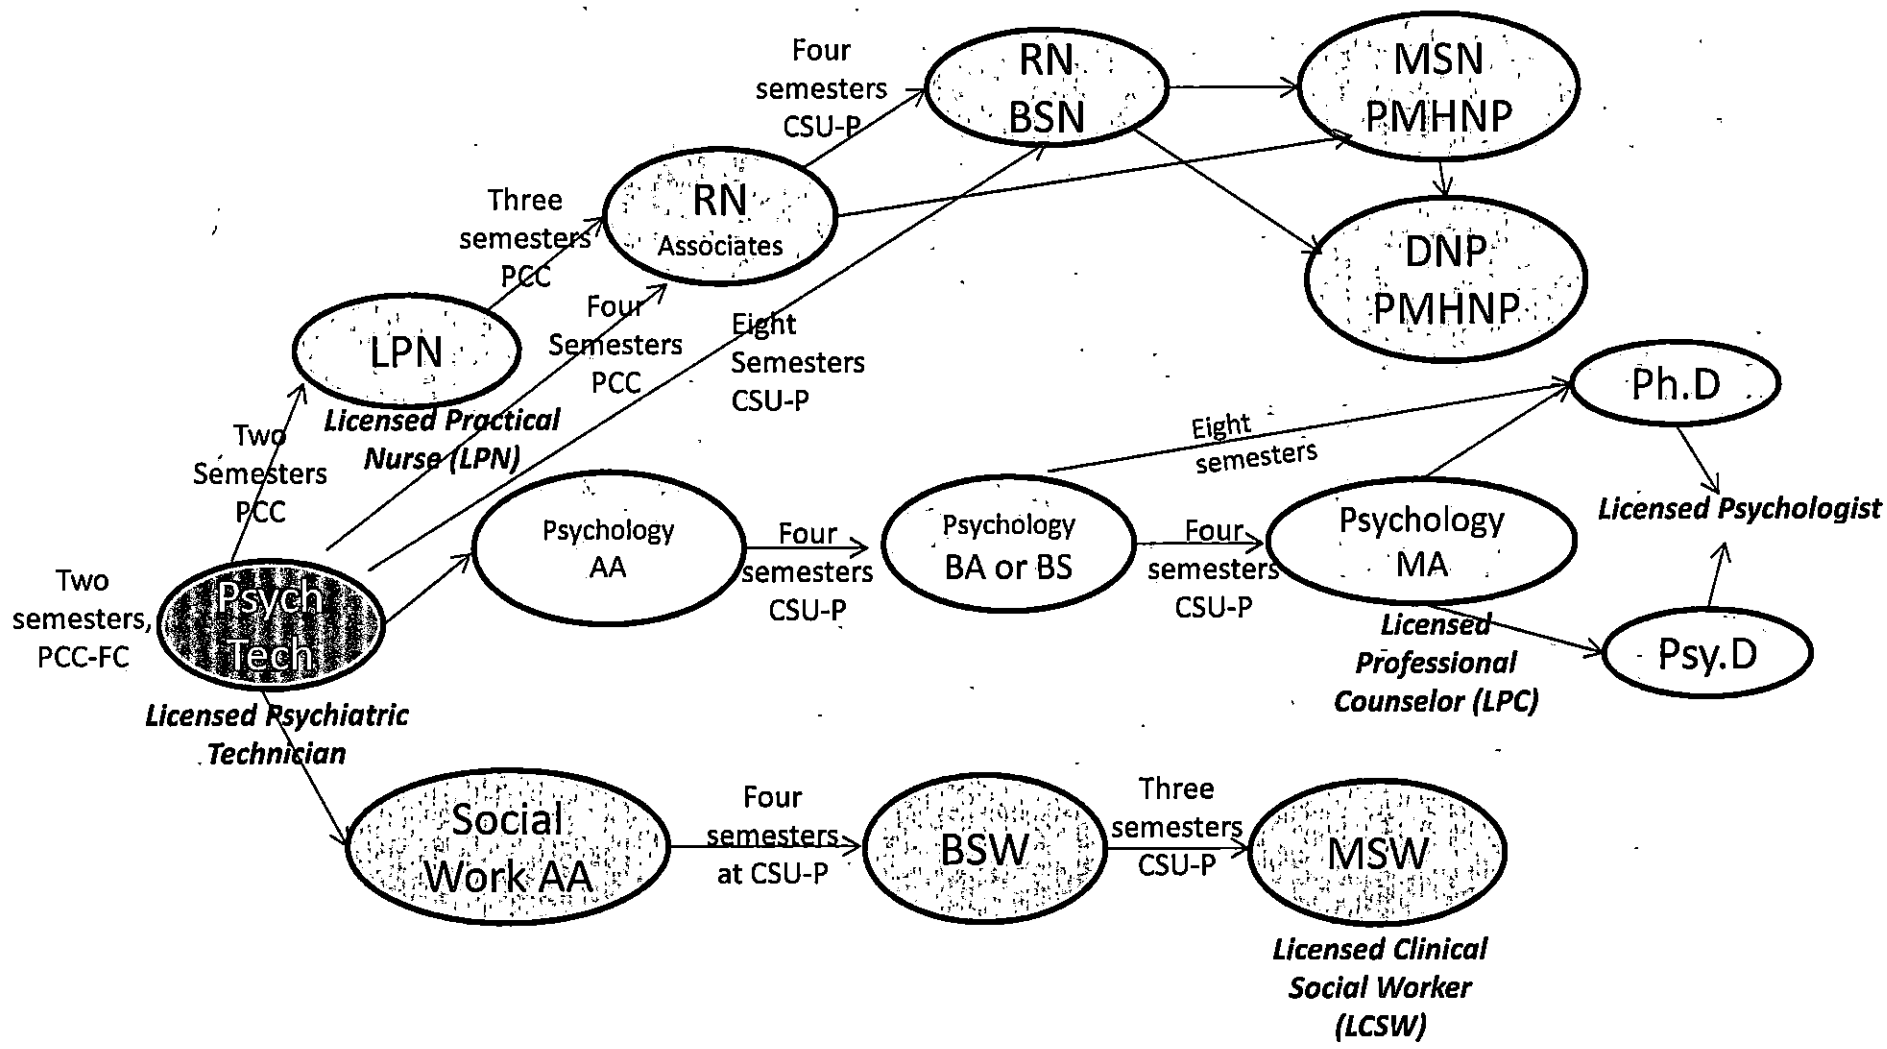 Four
semesters
CSU-P
RN
BSN
MSN
PMHNP
Three
semesters
PCC
RN
Associates
DNP
PMHNP
LPN
Licensed Practical
Nurse (LPN)
Four
Semesters
PCC
Eight
Semesters
CSU-P
Two
Semesters
PCC
Eight
semesters
Ph.D
Licensed Psychologist
Psychology
AA
Four
semesters
CSU-P
Psychology
BA or BS
Four
semesters
CSU-P
Psychology
MA
Licensed
Professional
Counselor (LPC)
Psy.D
Two
semesters,
PCC-FC
Psych
Tech
Licensed Psychiatric
Technician
Social
Work AA
Four
semesters
at CSU-P
BSW
Three
semesters
CSU-P
MSW
Licensed Clinical
Social Worker
(LCSW)